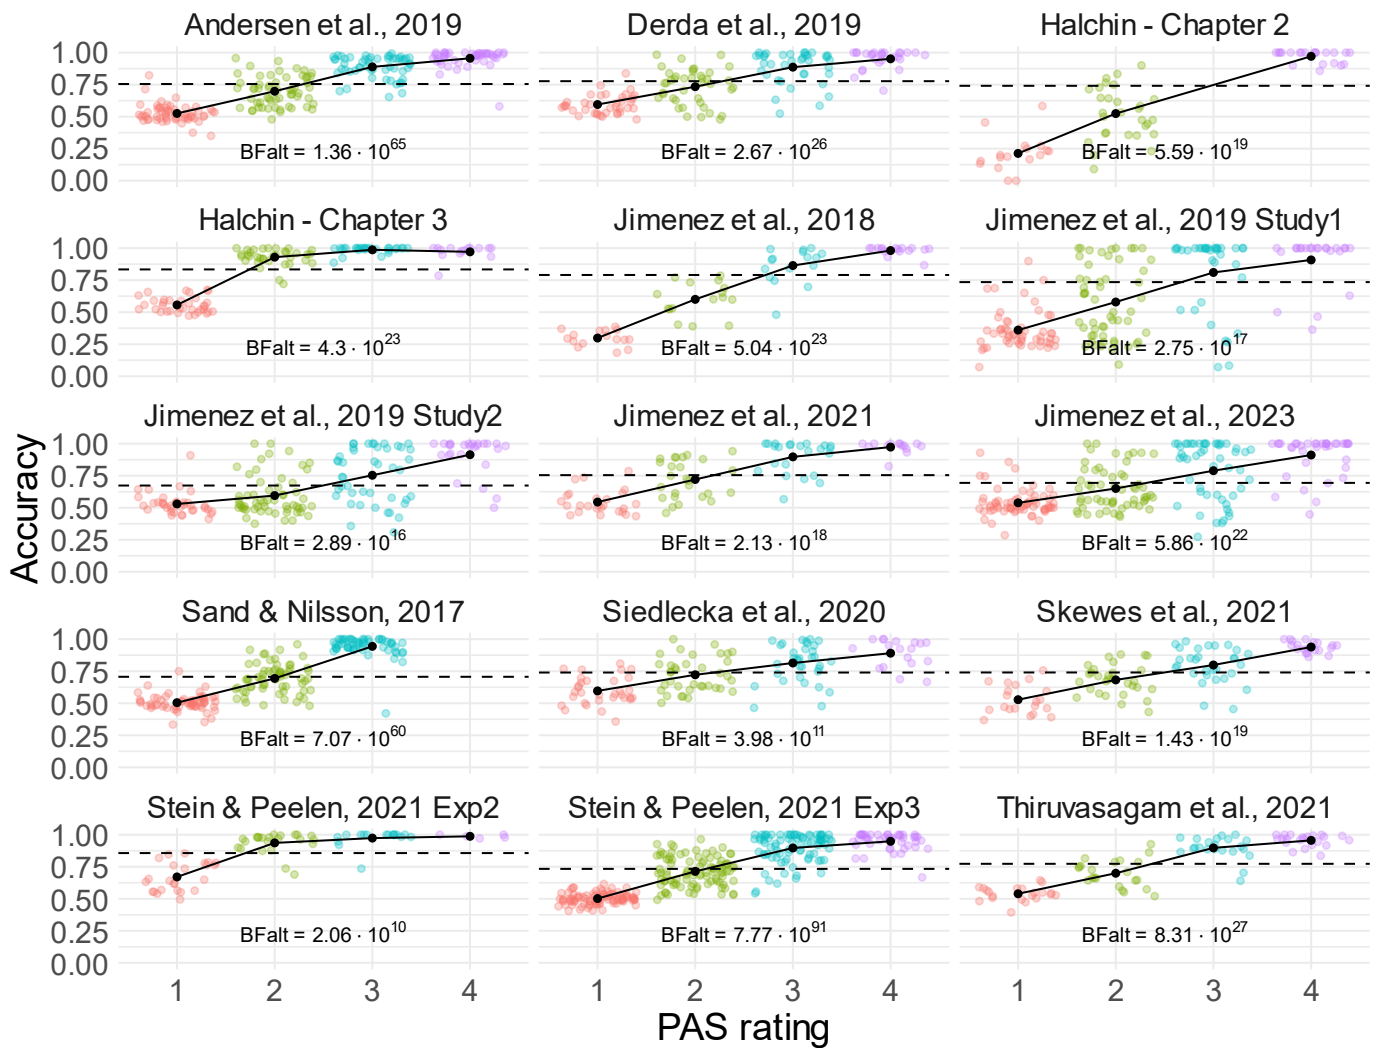 Andersen et al., 2019
Derda et al., 2019
Halchin - Chapter 2
1.00
0.75
0.50
0.25
0.00
BFalt = 1.36 · 10^65
BFalt = 2.67 · 10^26
BFalt = 5.59 · 10^19
Halchin - Chapter 3
Jimenez et al., 2018
Jimenez et al., 2019 Study1
1.00
0.75
0.50
0.25
0.00
BFalt = 4.3 · 10^23
BFalt = 5.04 · 10^23
BFalt = 2.75 · 10^17
Jimenez et al., 2019 Study2
Jimenez et al., 2021
Jimenez et al., 2023
1.00
0.75
0.50
0.25
0.00
BFalt = 2.89 · 10^16
BFalt = 2.13 · 10^18
BFalt = 5.86 · 10^22
Accuracy
Sand & Nilsson, 2017
Siedlecka et al., 2020
Skewes et al., 2021
1.00
0.75
0.50
0.25
0.00
BFalt = 7.07 · 10^60
BFalt = 3.98 · 10^11
BFalt = 1.43 · 10^19
Stein & Peelen, 2021 Exp2
Stein & Peelen, 2021 Exp3
Thiruvasagam et al., 2021
1.00
0.75
0.50
0.25
0.00
BFalt = 2.06 · 10^10
BFalt = 7.77 · 10^91
BFalt = 8.31 · 10^27
1 2 3 4
1 2 3 4
1 2 3 4
PAS rating